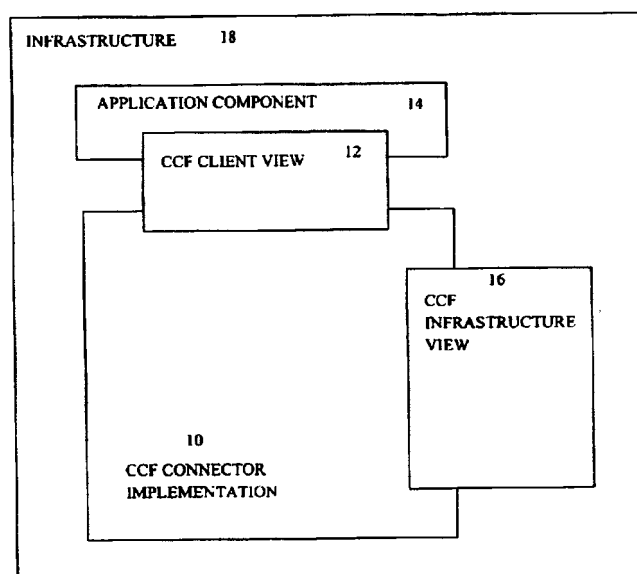 INFRASTRUCTURE 18
APPLICATION COMPONENT 14
CCF CLIENT VIEW 12
16
CCF
INFRASTRUCTURE
VIEW
10
CCF CONNECTOR
IMPLEMENTATION